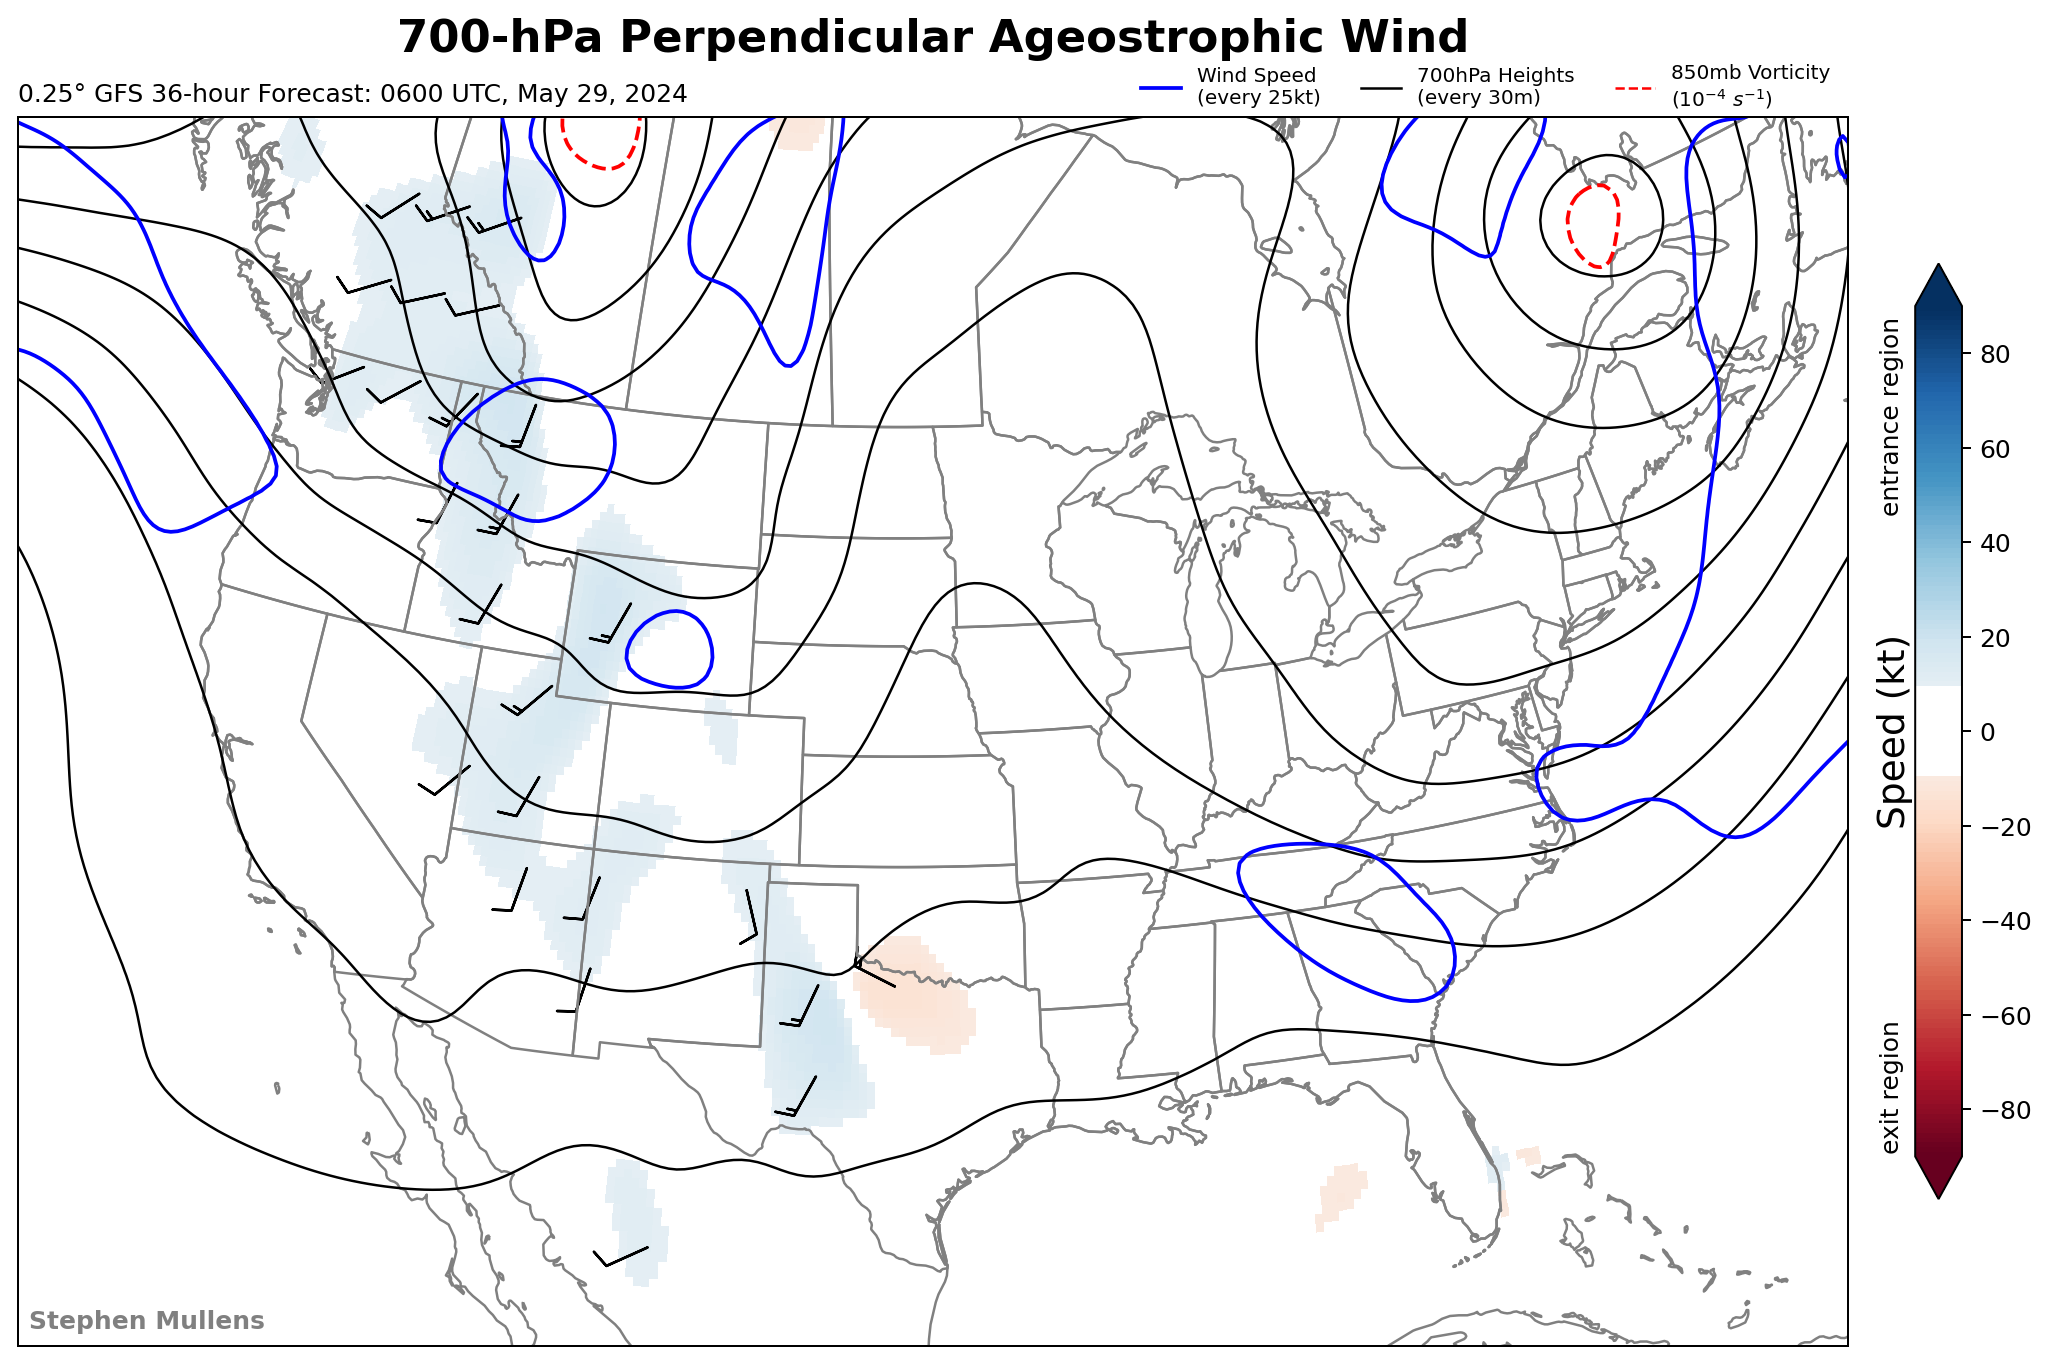 700-hPa Perpendicular Ageostrophic Wind
0.25° GFS 36-hour Forecast: 0600 UTC, May 29, 2024
Wind Speed
(every 25kt)
700hPa Heights
(every 30m)
850mb Vorticity
(10⁻⁴ s⁻¹)
entrance region
Speed (kt)
exit region
80
60
40
20
0
−20
−40
−60
−80
Stephen Mullens